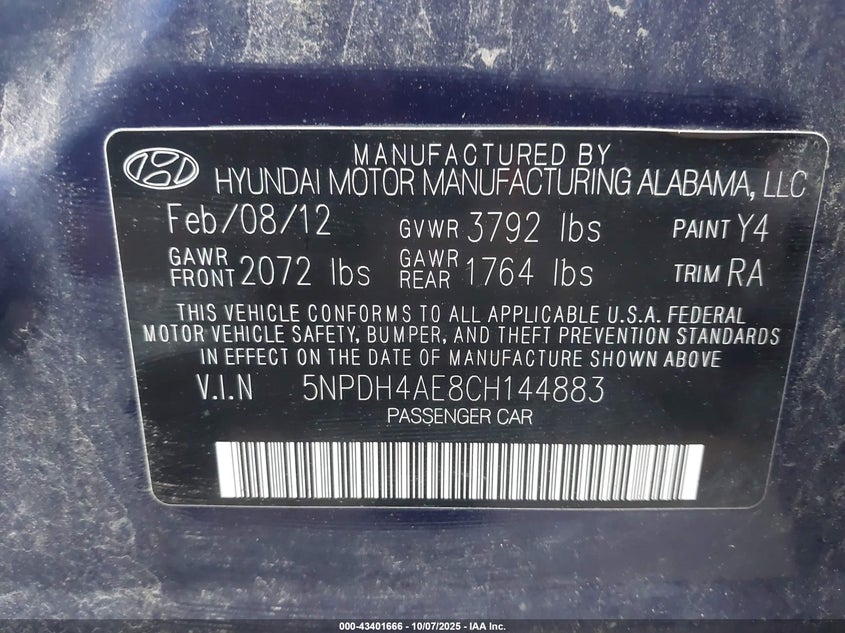 MANUFACTURED BY
HYUNDAI MOTOR MANUFACTURING ALABAMA, LLC
Feb/08/12 GVWR 3792 lbs PAINT Y4
GAWR FRONT 2072 lbs GAWR REAR 1764 lbs TRIM RA
THIS VEHICLE CONFORMS TO ALL APPLICABLE U.S.A. FEDERAL
MOTOR VEHICLE SAFETY, BUMPER, AND THEFT PREVENTION STANDARDS
IN EFFECT ON THE DATE OF MANUFACTURE SHOWN ABOVE
V.I.N 5NPDH4AE8CH144883
PASSENGER CAR
000-43401666 - 10/07/2025 - IAA Inc.